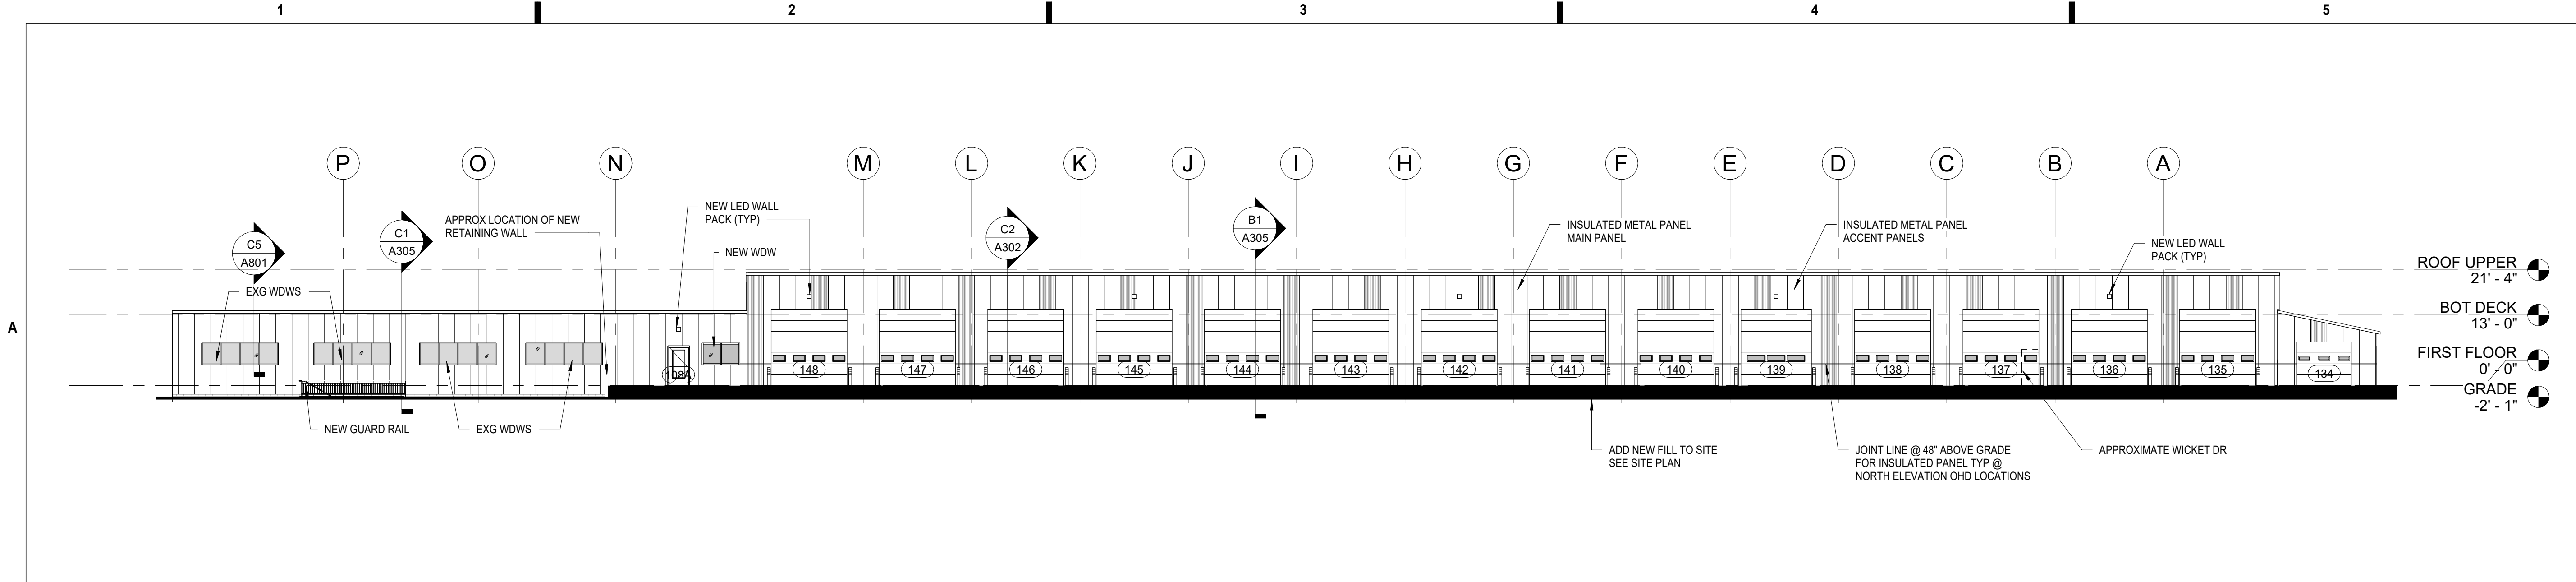 1 2 3 4 5
A
P O N M L K J I H G F E D C B A
NEW LED WALL
PACK (TYP)
APPROX LOCATION OF NEW
RETAINING WALL
C5
A801
C1
A305
C2
A302
B1
A305
INSULATED METAL PANEL
MAIN PANEL
INSULATED METAL PANEL
ACCENT PANELS
NEW LED WALL
PACK (TYP)
NEW WDW
EXG WDWS
ROOF UPPER
21' - 4"
BOT DECK
13' - 0"
FIRST FLOOR
0' - 0"
GRADE
-2' - 1"
108A 148 147 146 145 144 143 142 141 140 139 138 137 136 135 134
NEW GUARD RAIL
EXG WDWS
ADD NEW FILL TO SITE
SEE SITE PLAN
JOINT LINE @ 48" ABOVE GRADE
FOR INSULATED PANEL TYP @
NORTH ELEVATION OHD LOCATIONS
APPROXIMATE WICKET DR